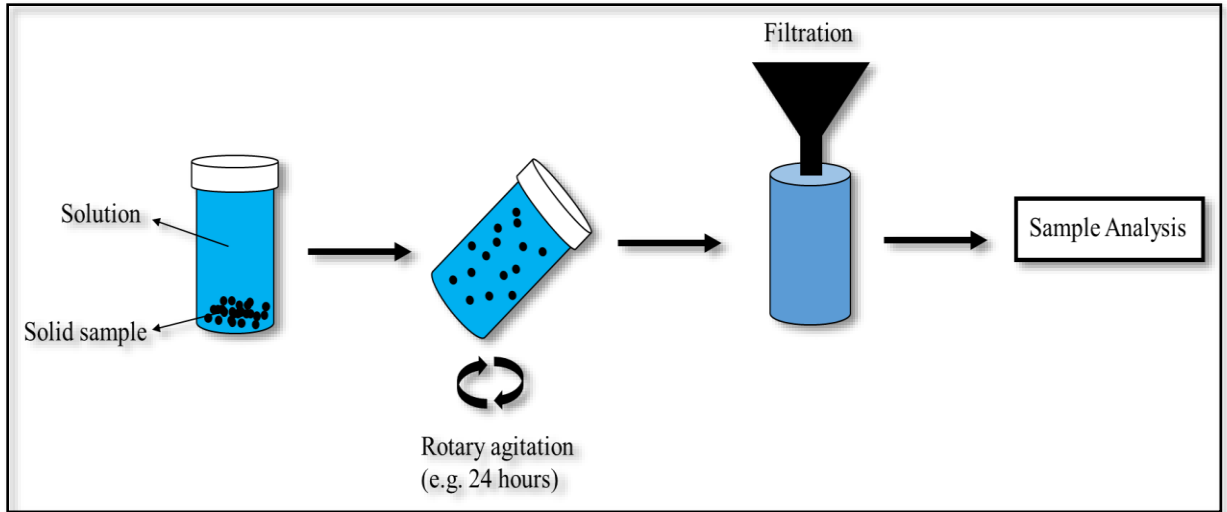 Filtration
Solution
Solid sample
Rotary agitation
(e.g. 24 hours)
Sample Analysis